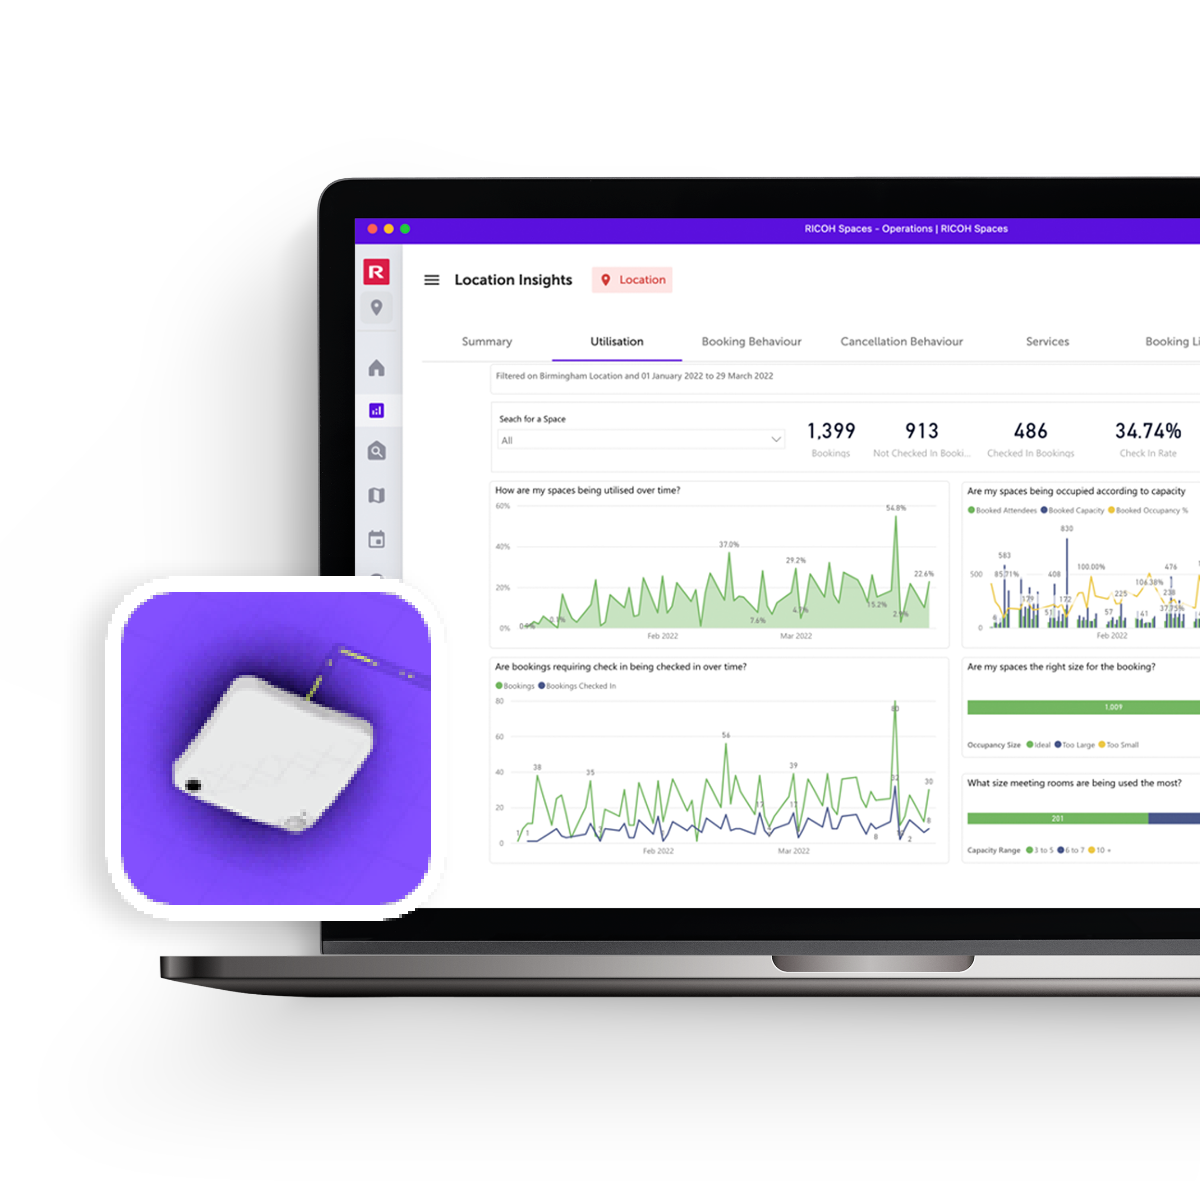 RICOH Spaces - Operations | RICOH Spaces
R
Location Insights
Location
Summary
Utilisation
Booking Behaviour
Cancellation Behaviour
Services
Booking Li
Filtered on Birmingham Location and 01 January 2022 to 29 March 2022
Seach for a Space
All
1,399
Bookings
913
Not Checked In Booki...
486
Checked In Bookings
34.74%
Check In Rate
How are my spaces being utilised over time?
60%
40%
20%
0%
37.0%
29.2%
54.8%
22.6%
7.6%
4.7%
15.2%
Feb 2022
Mar 2022
Are my spaces being occupied according to capacity
Booked Attendees
Booked Capacity
Booked Occupancy %
500
0
583
85.71%
179
408
51
830
172
100.00%
57
225
106.38%
141
476
238
37.75%
Feb 2022
Are bookings requiring check in being checked in over time?
Bookings
Bookings Checked In
80
60
40
20
0
1
1
38
35
56
17
39
17
80
32
30
8
8
2
Feb 2022
Mar 2022
Are my spaces the right size for the booking?
1,009
Occupancy Size
Ideal
Too Large
Too Small
What size meeting rooms are being used the most?
201
Capacity Range
3 to 5
6 to 7
10 +